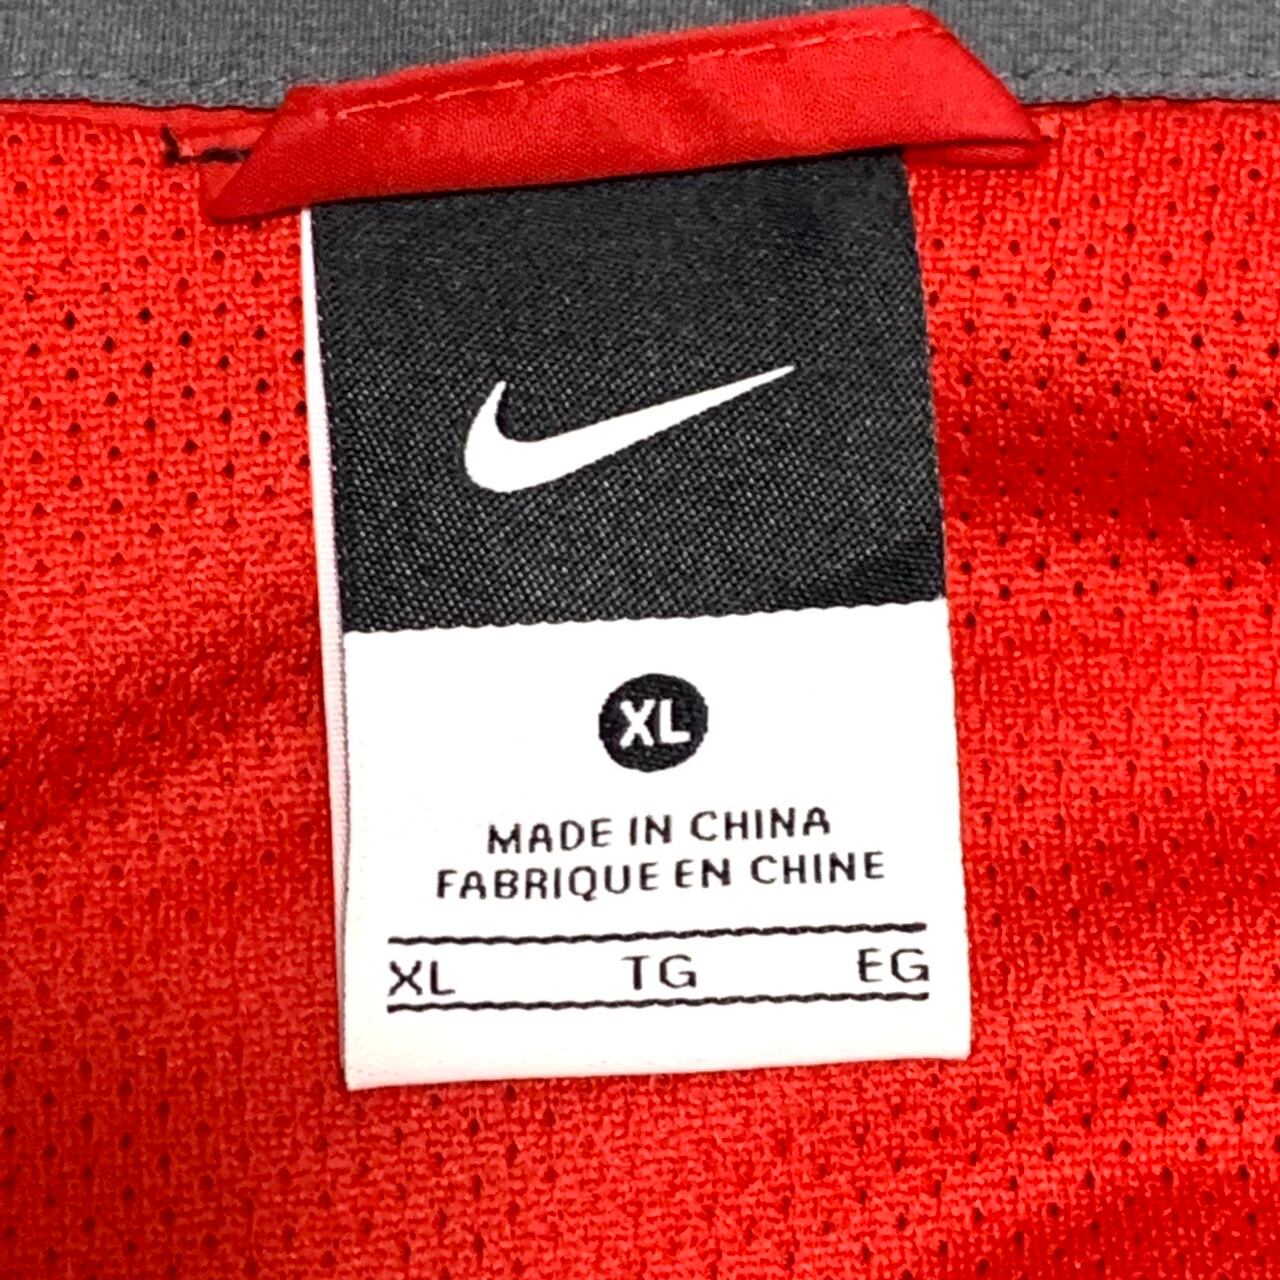 XL
MADE IN CHINA
FABRIQUE EN CHINE
XL TG EG